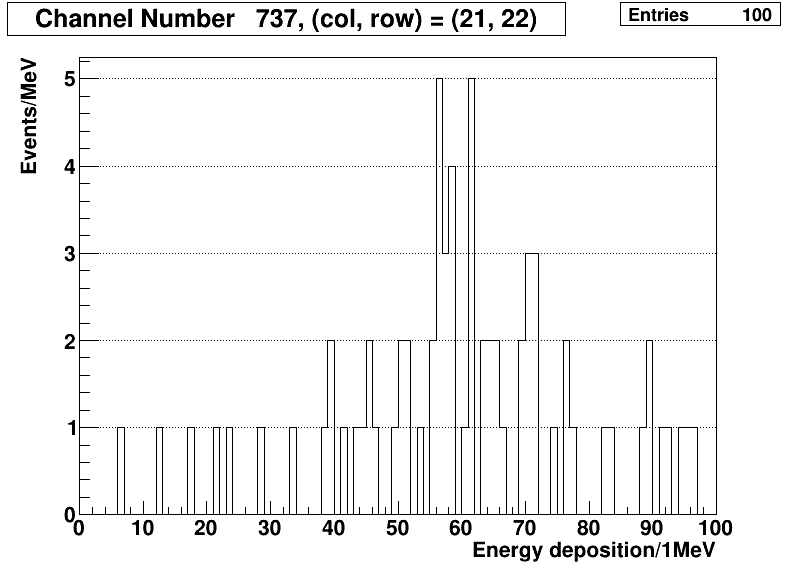 Channel Number 737, (col, row) = (21, 22)
Entries 100
Events/MeV
5
4
3
2
1
0
0 10 20 30 40 50 60 70 80 90 100
Energy deposition/1MeV